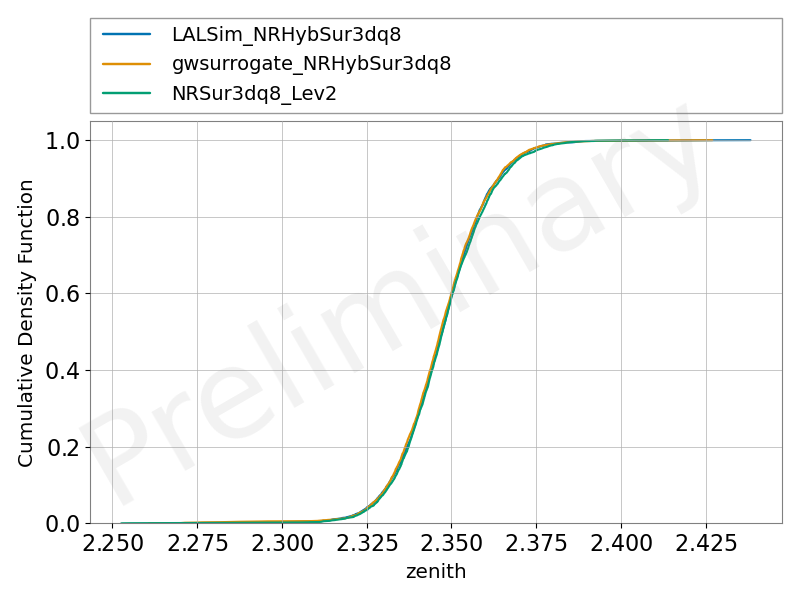 LALSim_NRHybSur3dq8
gwsurrogate_NRHybSur3dq8
NRSur3dq8_Lev2
Preliminary
Cumulative Density Function
1.0
0.8
0.6
0.4
0.2
0.0
2.250 2.275 2.300 2.325 2.350 2.375 2.400 2.425
zenith